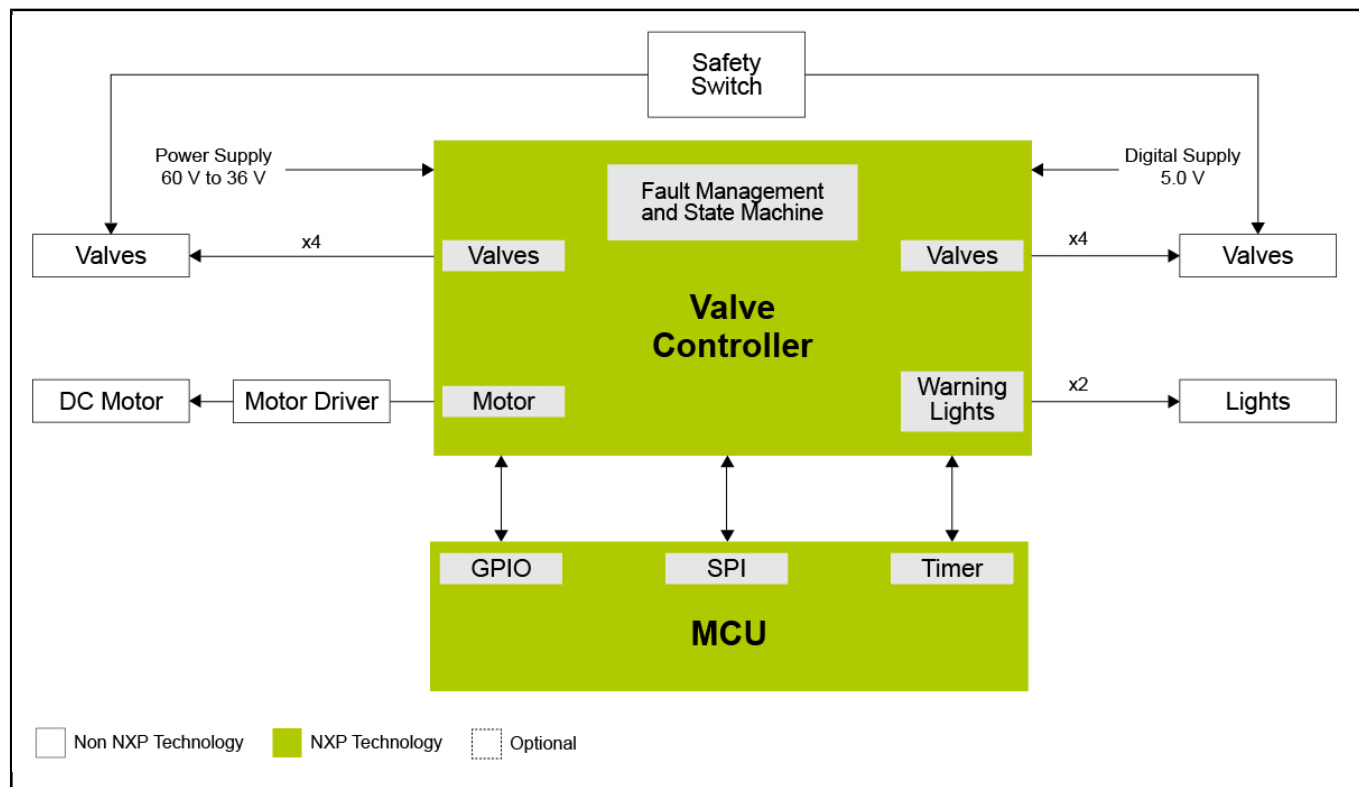 Safety
Switch
Power Supply
60 V to 36 V
Digital Supply
5.0 V
Fault Management
and State Machine
Valves
x4
Valves
Valves
x4
Valves
Valve
Controller
DC Motor
Motor Driver
Motor
Warning
Lights
x2
Lights
GPIO
SPI
Timer
MCU
Non NXP Technology
NXP Technology
Optional